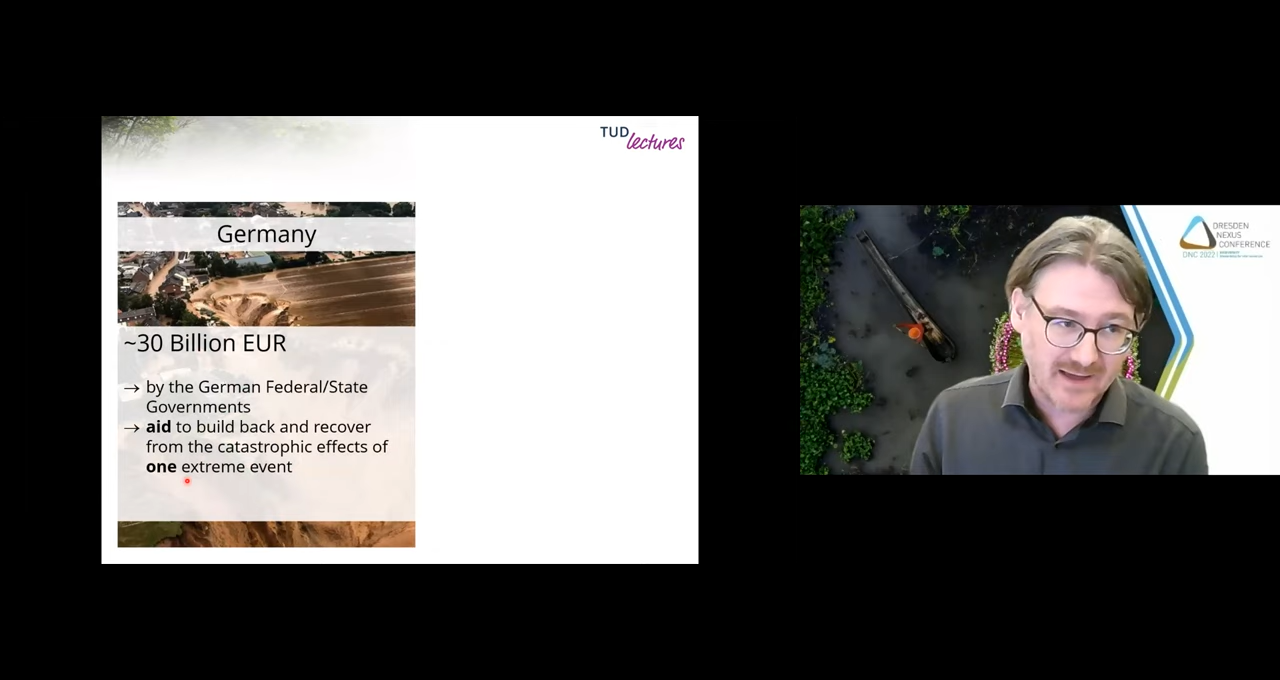 TUD
lectures
Germany
~30 Billion EUR
→ by the German Federal/State
Governments
→ aid to build back and recover
from the catastrophic effects of
one extreme event
DRESDEN
NEXUS
CONFERENCE
DNC 2022